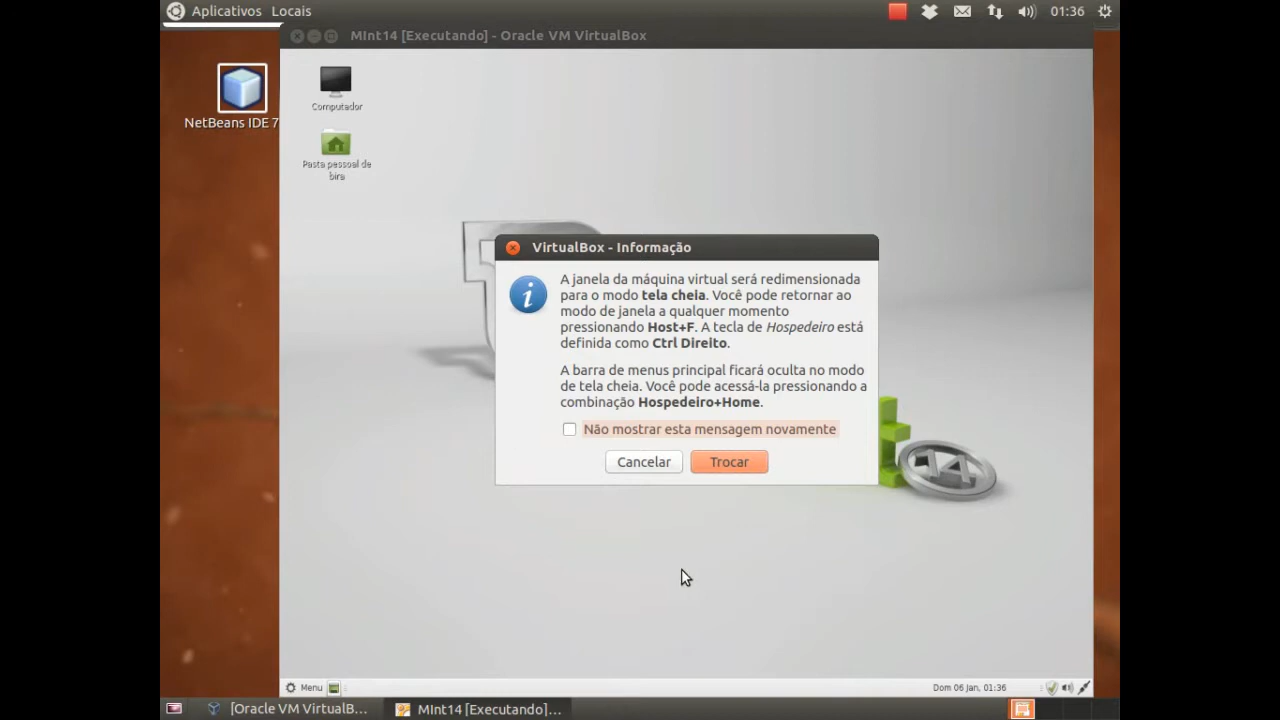 Aplicativos Locais
01:36
MInt14 [Executando] - Oracle VM VirtualBox
Computador
NetBeans IDE 7
Pasta pessoal de
bira
VirtualBox - Informação
A janela da máquina virtual será redimensionada
para o modo tela cheia. Você pode retornar ao
modo de janela a qualquer momento
pressionando Host+F. A tecla de Hospedeiro está
definida como Ctrl Direito.
A barra de menus principal ficará oculta no modo
de tela cheia. Você pode acessá-la pressionando a
combinação Hospedeiro+Home.
Não mostrar esta mensagem novamente
Cancelar Trocar
14
Menu
Dom 06 Jan, 01:36
[Oracle VM VirtualB...
MInt14 [Executando]...